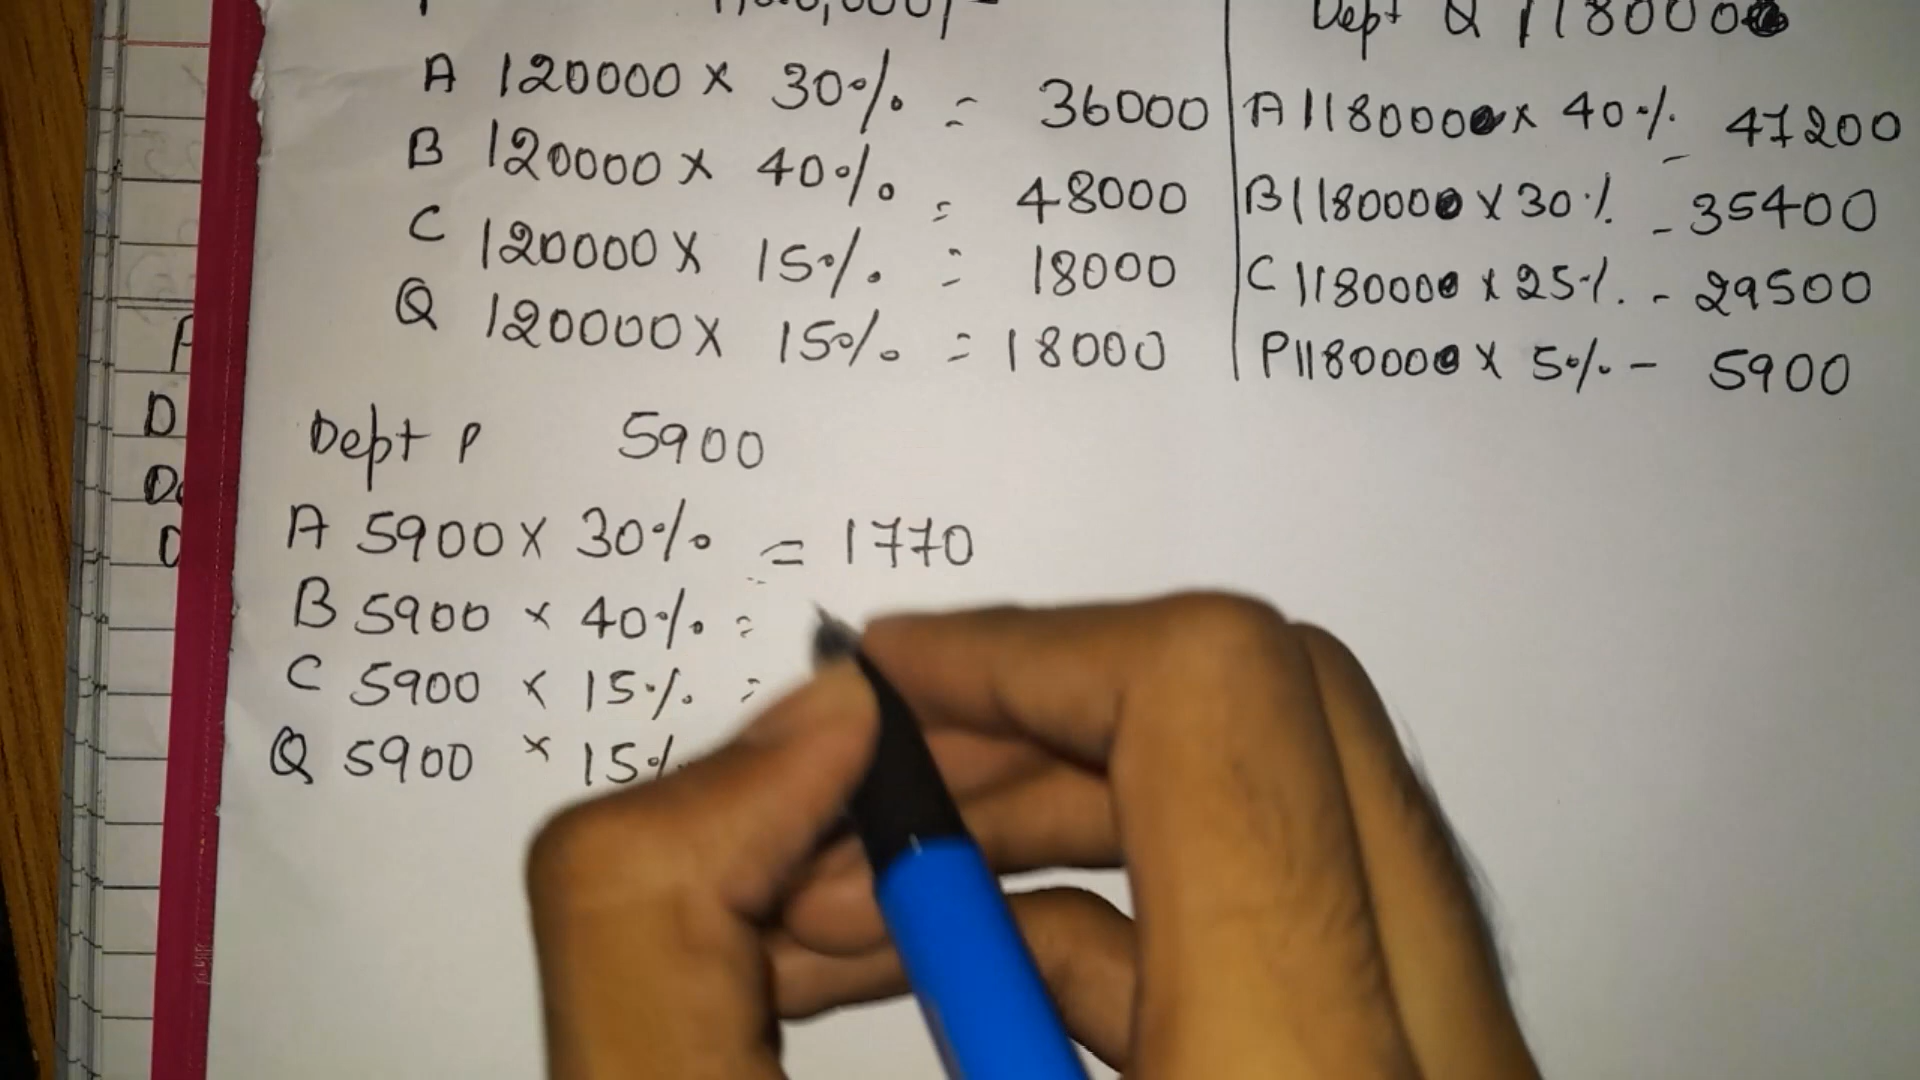 Dept Q 118000
A 120000 x 30% = 36000
B 120000 x 40% = 48000
C 120000 x 15% = 18000
Q 120000 x 15% = 18000
A 118000 x 40% - 47200
B 118000 x 30% - 35400
C 118000 x 25% - 29500
P 118000 x 5% - 5900
Dept P 5900
A 5900 x 30% = 1770
B 5900 x 40% =
C 5900 x 15% =
Q 5900 x 15%
D